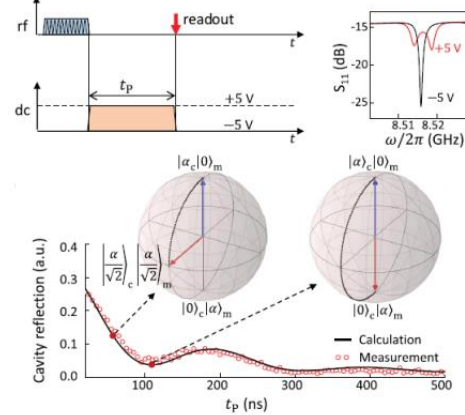 rf
readout
t
dc
t_P
+5 V
−5 V
t
S₁₁ (dB)
−15
−20
−25
+5 V
−5 V
8.51 8.52
ω/2π (GHz)
|α_c|0⟩_m
|α⟩_c|0⟩_m
|α/√2⟩_c|α/√2⟩_m
|0⟩_c|α⟩_m
|0⟩_c|α⟩_m
Cavity reflection (a.u.)
0.4
0.3
0.2
0.1
0.0
Calculation
Measurement
100 200 300 400 500
t_P (ns)